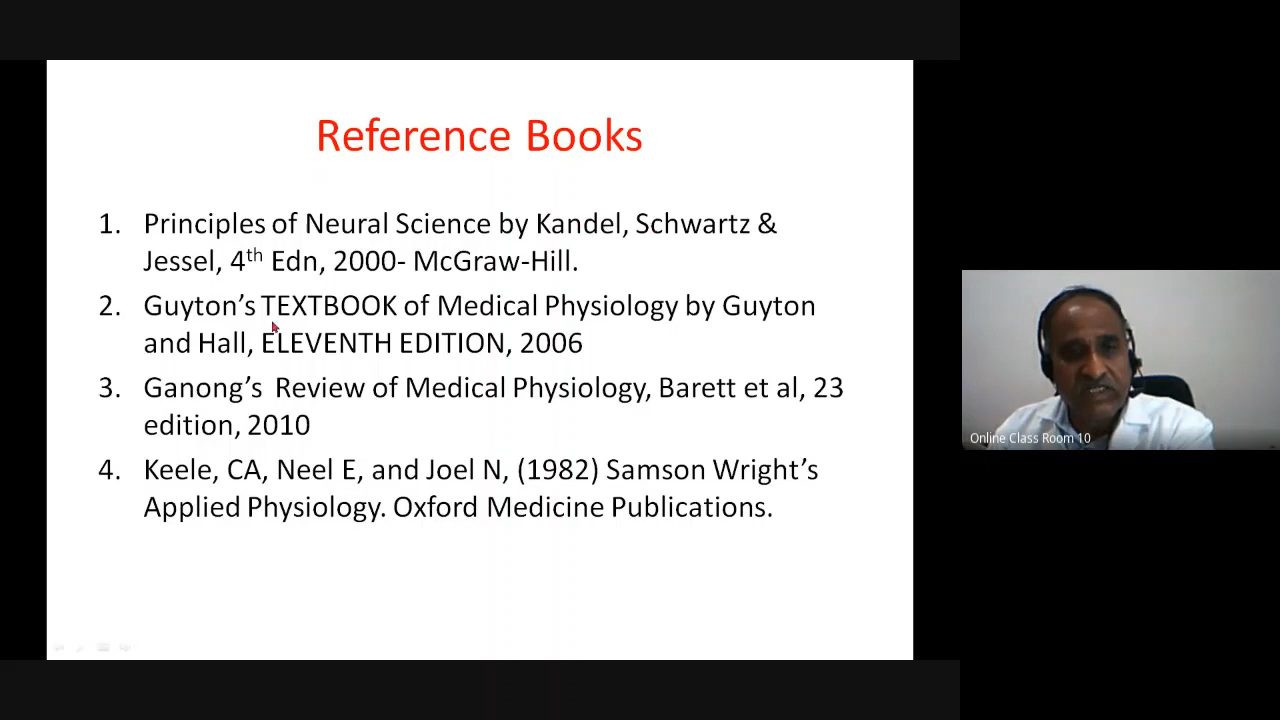 Reference Books
1. Principles of Neural Science by Kandel, Schwartz &
Jessel, 4th Edn, 2000- McGraw-Hill.
2. Guyton’s TEXTBOOK of Medical Physiology by Guyton
and Hall, ELEVENTH EDITION, 2006
3. Ganong’s Review of Medical Physiology, Barett et al, 23
edition, 2010
4. Keele, CA, Neel E, and Joel N, (1982) Samson Wright’s
Applied Physiology. Oxford Medicine Publications.
Online Class Room 10